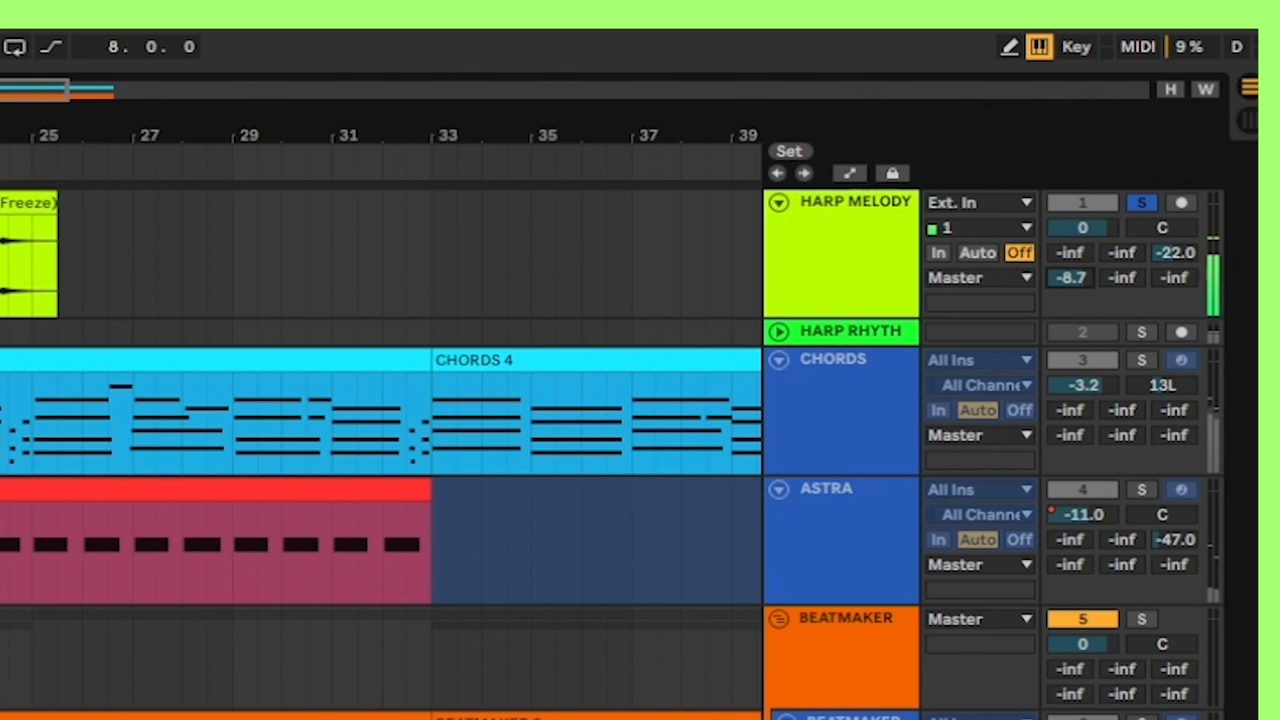 8. 0. 0 Key MIDI 9 % D
H W
25 27 29 31 33 35 37 39
Set
Freeze) HARP MELODY Ext. In 1 S
1 0 C
In Auto Off -inf -inf -22.0
Master -8.7 -inf -inf
HARP RHYTH 2 S
CHORDS 4 CHORDS All Ins 3 S
All Channe -3.2 13L
In Auto Off -inf -inf -inf
Master -inf -inf -inf
ASTRA All Ins 4 S
All Channe -11.0 C
In Auto Off -inf -inf -47.0
Master -inf -inf -inf
BEATMAKER Master 5 S
0 C
-inf -inf -inf
-inf -inf -inf